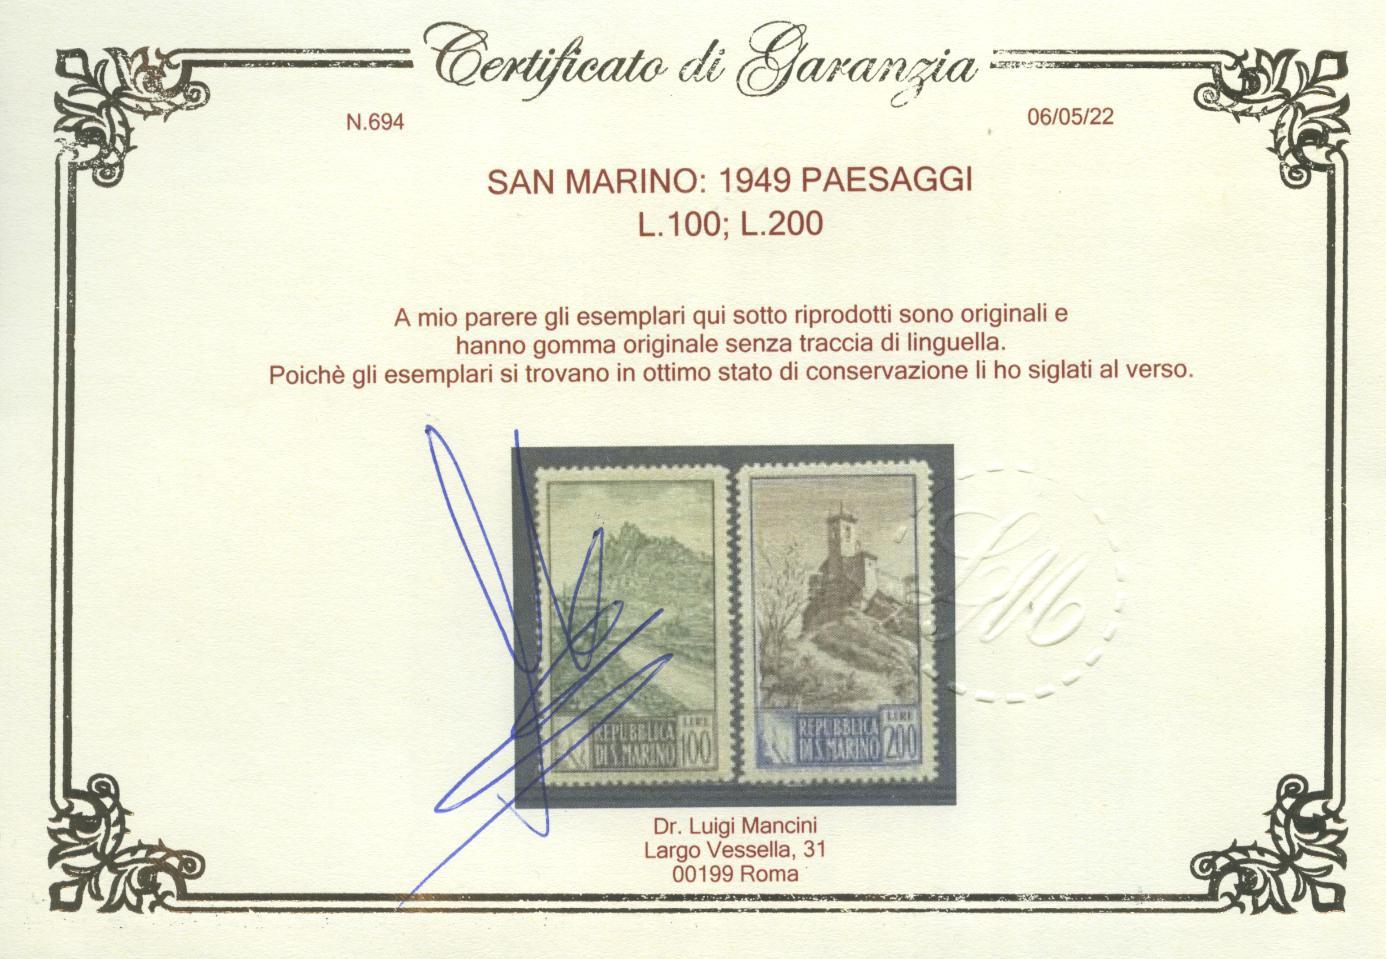 Certificato di Garanzia
N.694
06/05/22
SAN MARINO: 1949 PAESAGGI
L.100; L.200
A mio parere gli esemplari qui sotto riprodotti sono originali e
hanno gomma originale senza traccia di linguella.
Poichè gli esemplari si trovano in ottimo stato di conservazione li ho siglati al verso.
REPUBBLICA
DI S. MARINO
LIRE
100
REPUBBLICA
DI S. MARINO
LIRE
200
LM
Dr. Luigi Mancini
Largo Vessella, 31
00199 Roma